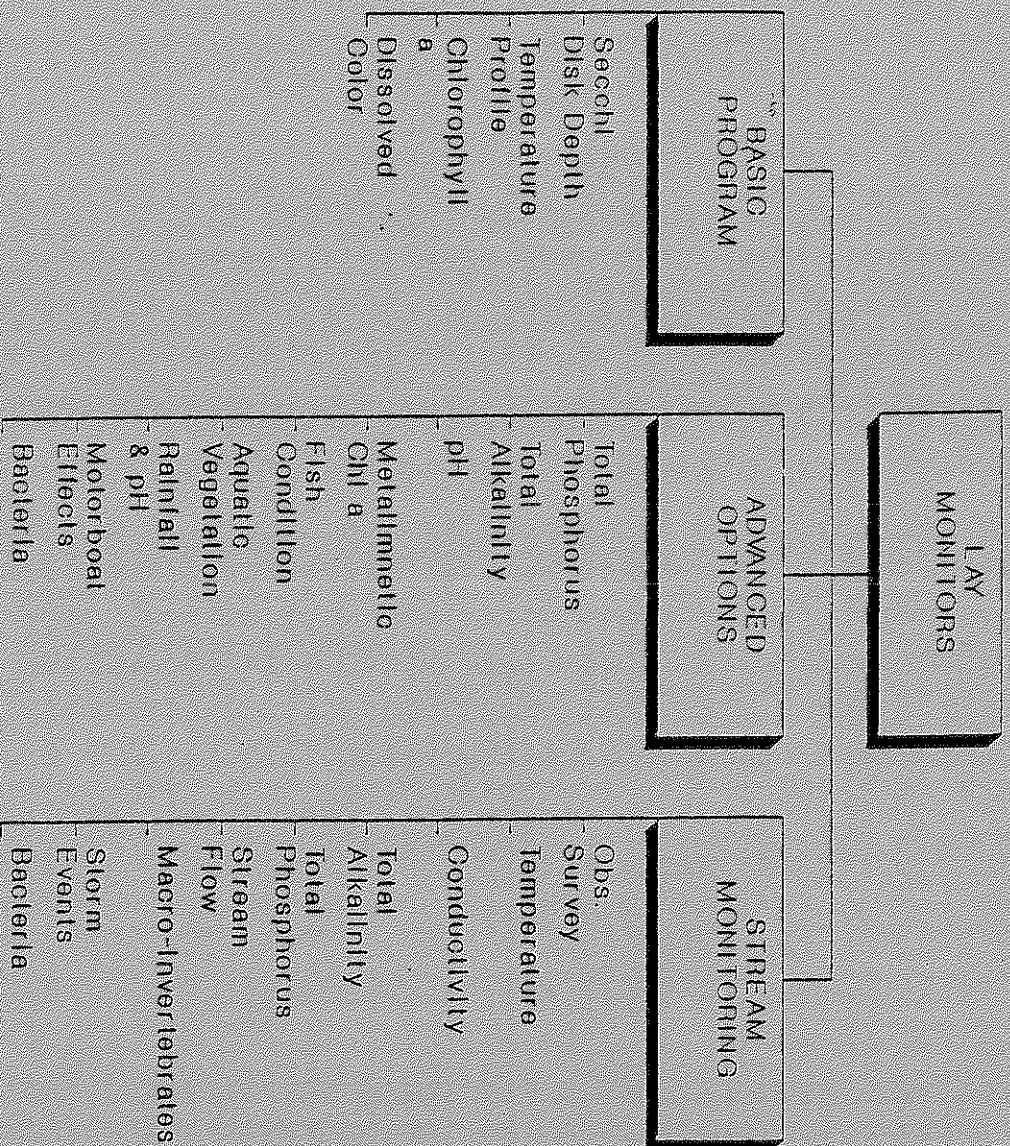 LAY
MONITORS
BASIC
PROGRAM
Secchi
Disk Depth
Temperature
Profile
Chlorophyll
a
Dissolved
Color
ADVANCED
OPTIONS
Total
Phosphorus
Total
Alkalinity
pH
Metalimnetic
Chl a
Fish
Condition
Aquatic
Vegetation
Rainfall
& pH
Motorboat
Effects
Bacteria
STREAM
MONITORING
Obs.
Survey
Temperature
Conductivity
Total
Alkalinity
Total
Phosphorus
Stream
Flow
Macro-Invertebrates
Storm
Events
Bacteria